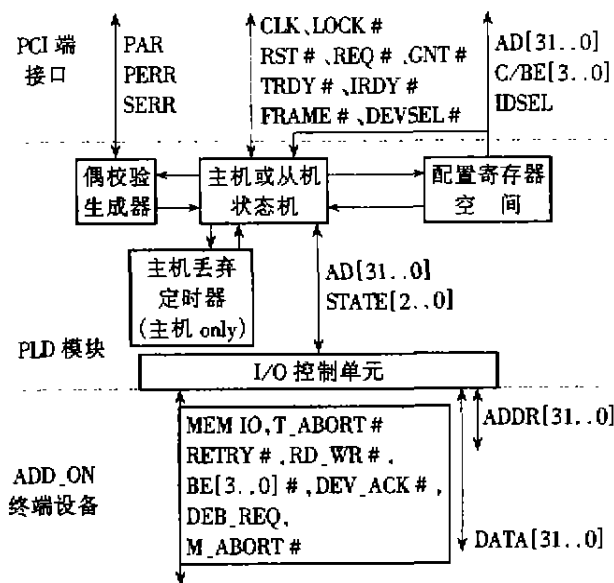 PCI 端
接口
PAR
PERR
SERR
CLK、LOCK #
RST #、REQ #、GNT #
TRDY #、IRDY #
FRAME #、DEVSEL #
AD[31..0]
C/BE[3..0]
IDSEL
偶校验
生成器
主机或从机
状态机
配置寄存器
空 间
主机丢弃
定时器
(主机 only)
AD[31..0]
STATE[2..0]
PLD 模块
I/O 控制单元
ADD_ON
终端设备
MEM IO, T_ABORT #
RETRY #, RD_WR #,
BE[3..0] #, DEV_ACK #,
DEB_REQ,
M_ABORT #
ADDR[31..0]
DATA[31..0]